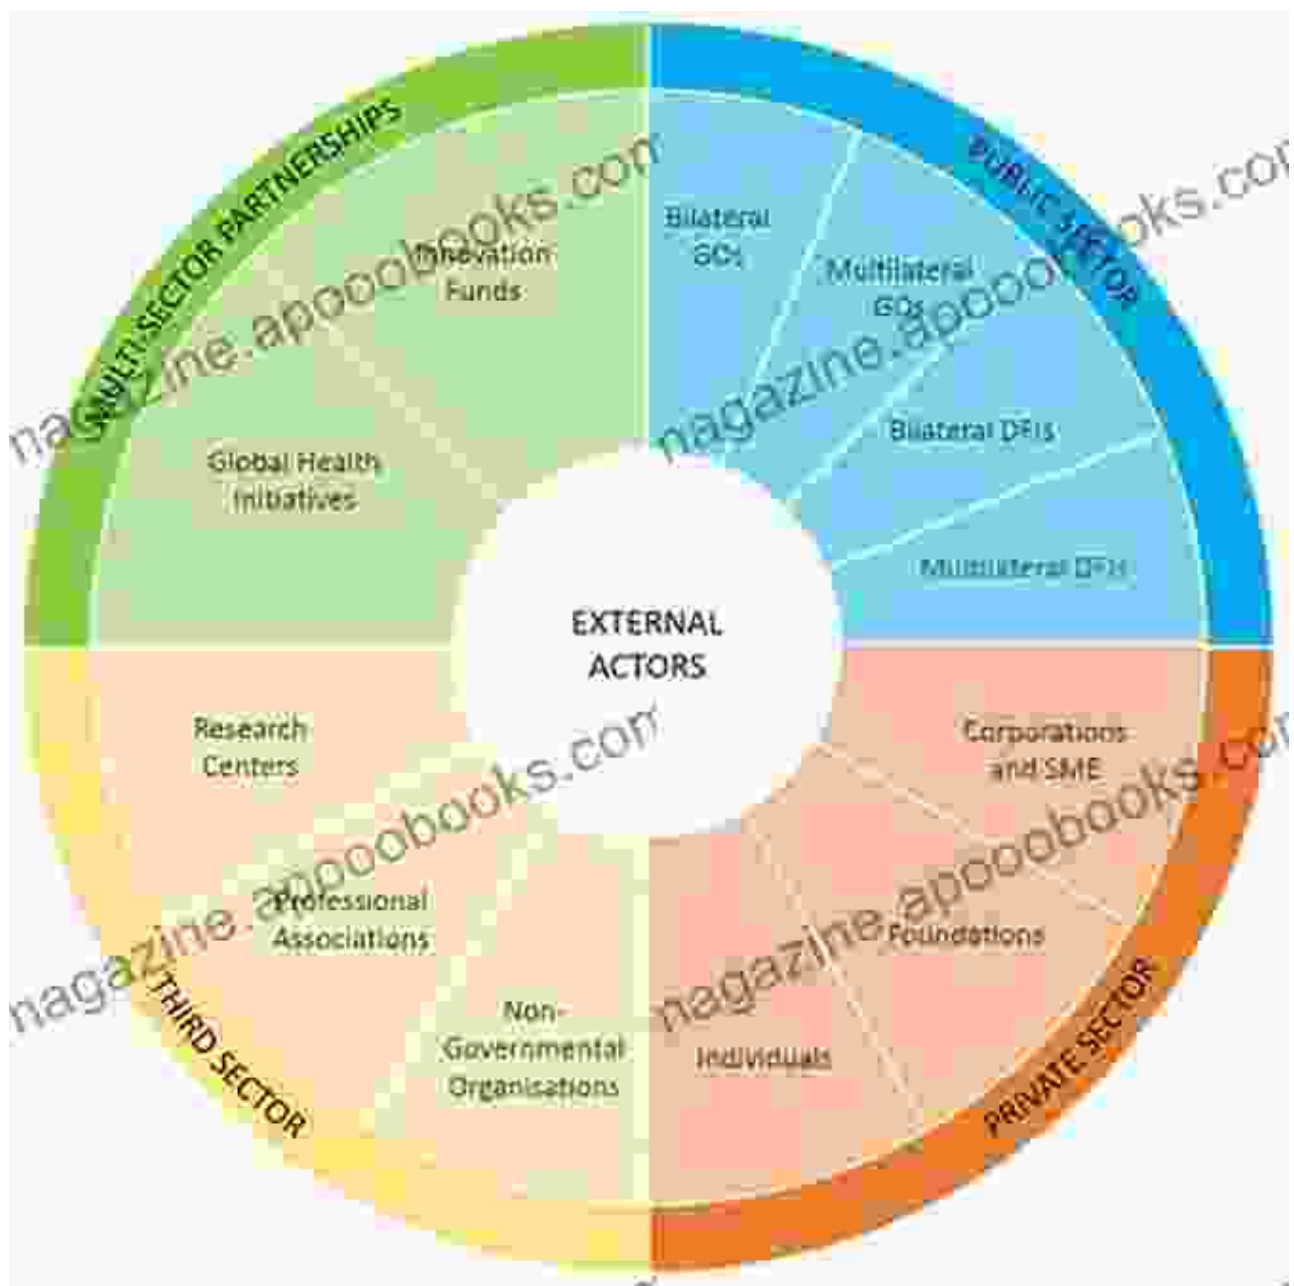 MULTI-SECTOR PARTNERSHIPS
PUBLIC SECTOR
Innovation
Funds
Bilateral
GOs
Multilateral
GOs
Global Health
Initiatives
Bilateral DFIs
Multilateral DFIs
EXTERNAL
ACTORS
Research
Centers
Corporations
and SME
Professional
Associations
Foundations
Non-
Governmental
Organisations
Individuals
THIRD SECTOR
PRIVATE SECTOR
magazine.apooobooks.com
magazine.apooobooks.com
magazine.apooobooks.com
magazine.apooobooks.com